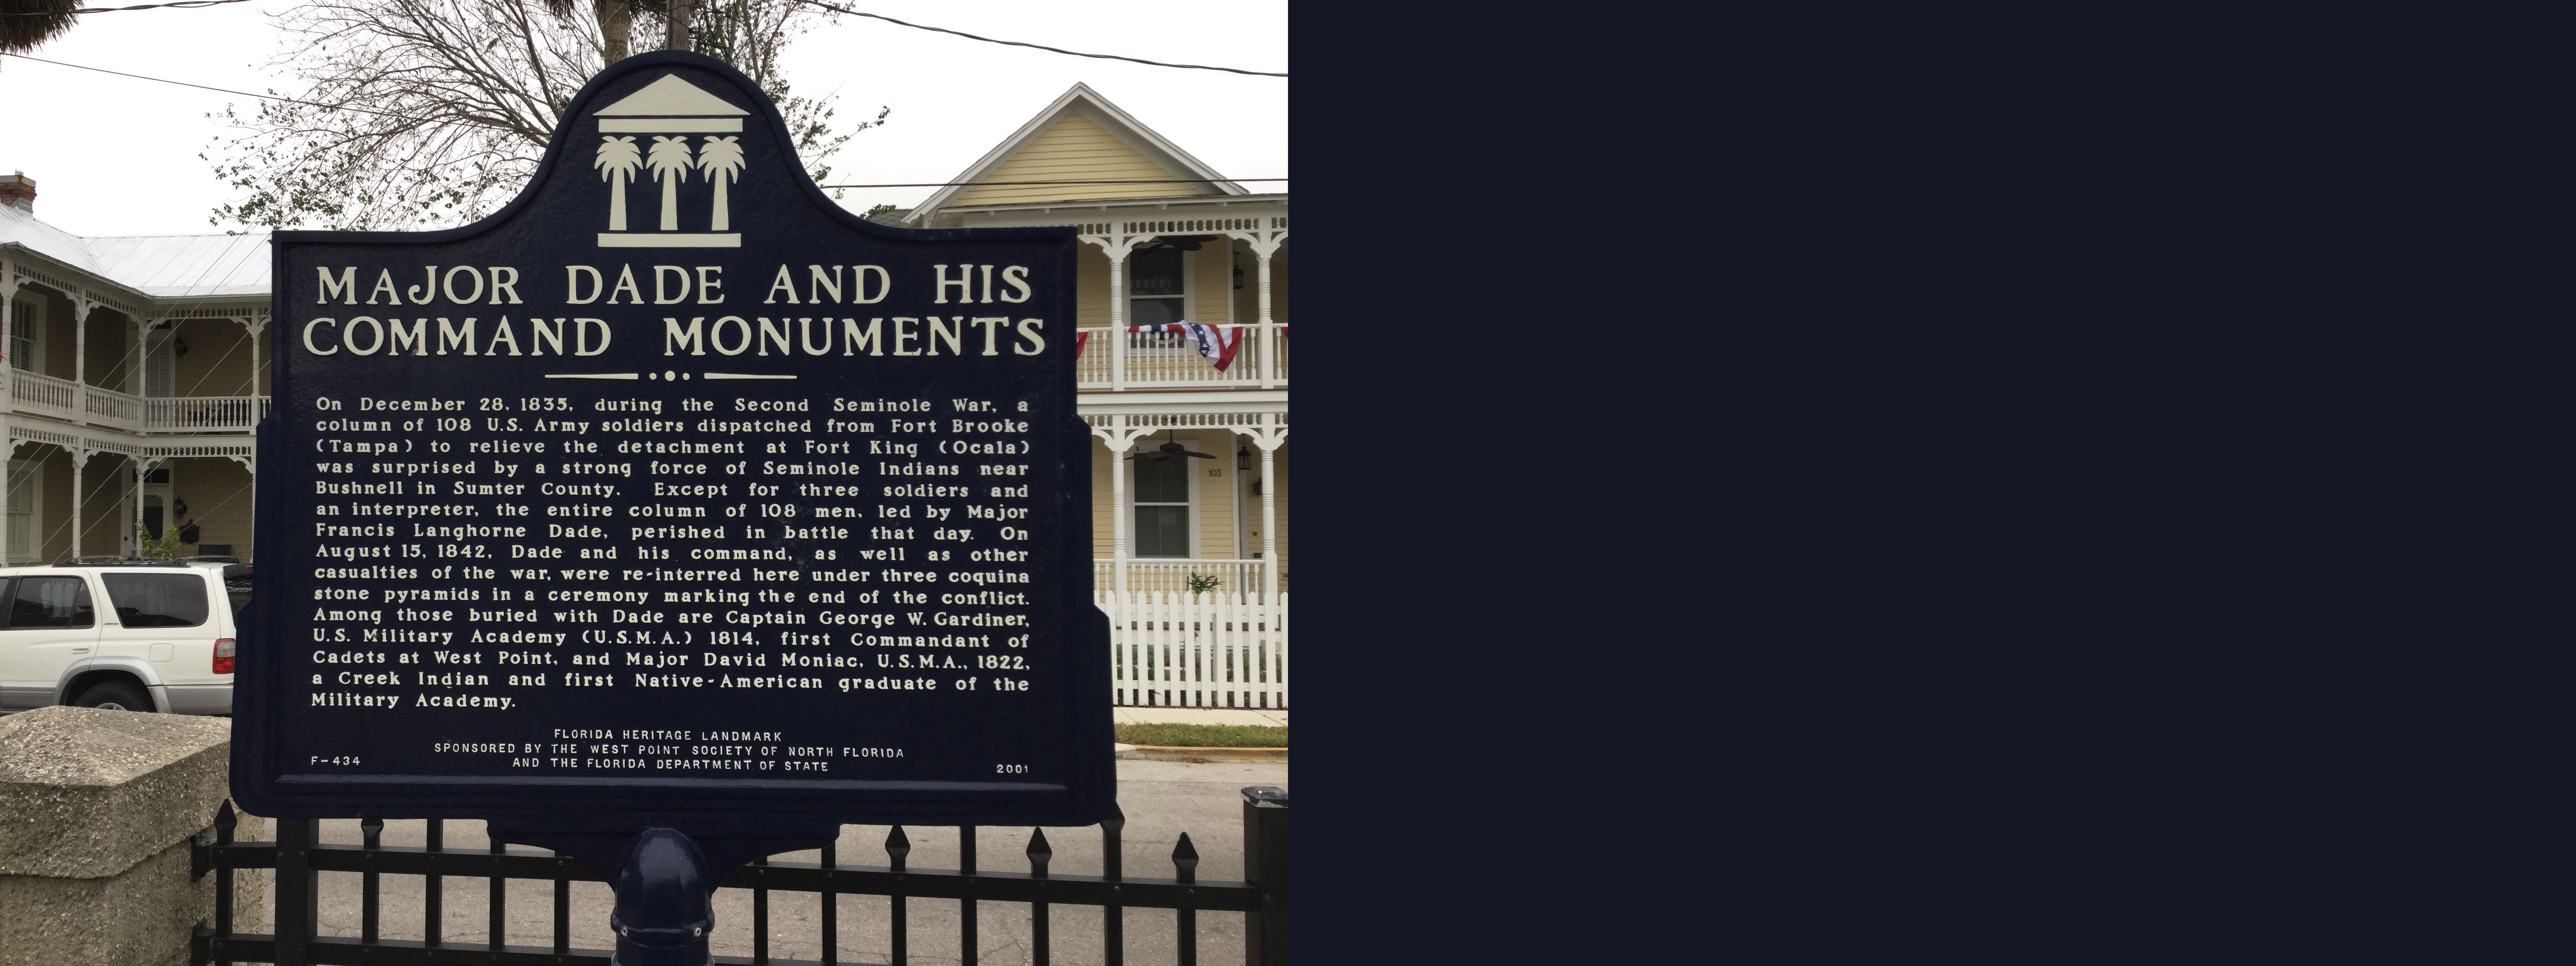 MAJOR DADE AND HIS
COMMAND MONUMENTS
On December 28, 1835, during the Second Seminole War, a
column of 108 U.S. Army soldiers dispatched from Fort Brooke
(Tampa) to relieve the detachment at Fort King (Ocala)
was surprised by a strong force of Seminole Indians near
Bushnell in Sumter County. Except for three soldiers and
an interpreter, the entire column of 108 men, led by Major
Francis Langhorne Dade, perished in battle that day. On
August 15, 1842, Dade and his command, as well as other
casualties of the war, were re-interred here under three coquina
stone pyramids in a ceremony marking the end of the conflict.
Among those buried with Dade are Captain George W. Gardiner,
U.S. Military Academy (U.S.M.A.) 1814, first Commandant of
Cadets at West Point, and Major David Moniac, U.S.M.A., 1822,
a Creek Indian and first Native-American graduate of the
Military Academy.
FLORIDA HERITAGE LANDMARK
SPONSORED BY THE WEST POINT SOCIETY OF NORTH FLORIDA
AND THE FLORIDA DEPARTMENT OF STATE
F-434
2001
103